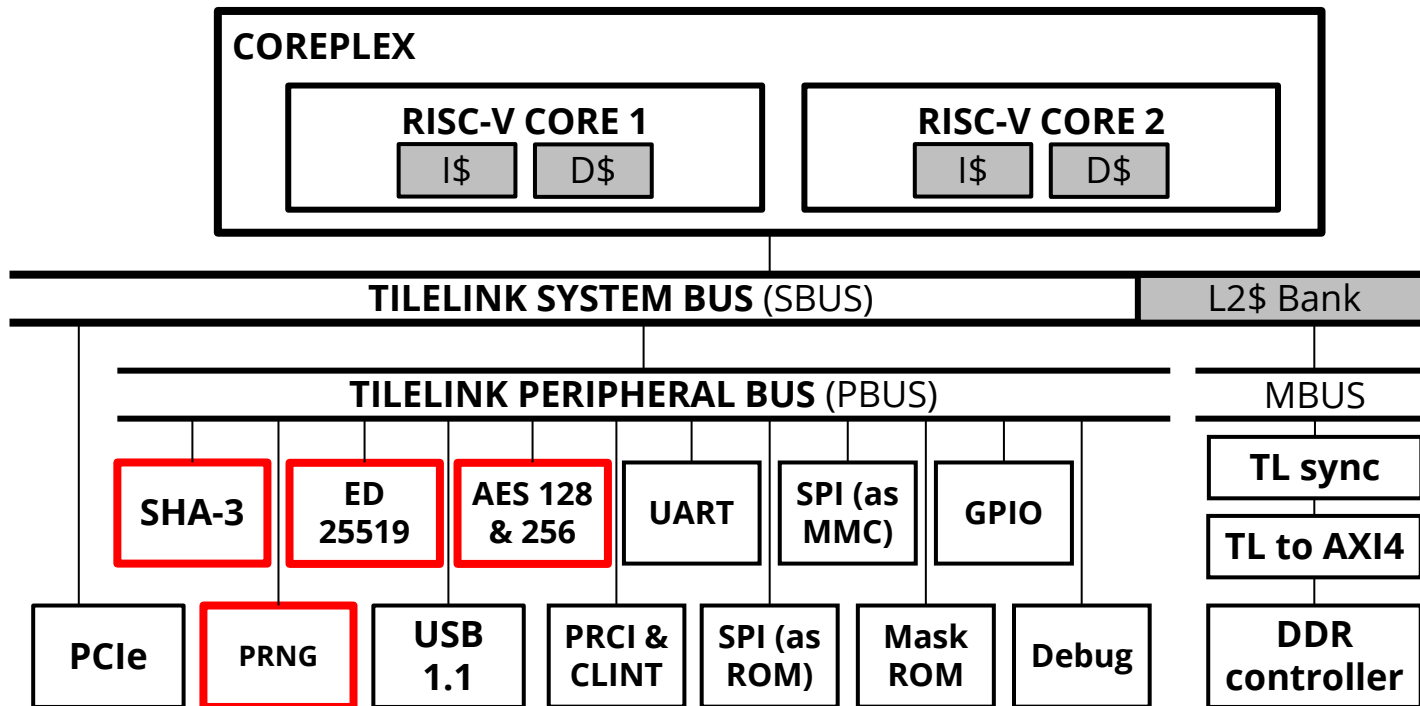 COREPLEX
RISC-V CORE 1
I$
D$
RISC-V CORE 2
I$
D$
TILELINK SYSTEM BUS (SBUS)
L2$ Bank
TILELINK PERIPHERAL BUS (PBUS)
MBUS
SHA-3
ED
25519
AES 128
& 256
UART
SPI (as
MMC)
GPIO
TL sync
TL to AXI4
PCIe
PRNG
USB
1.1
PRCI &
CLINT
SPI (as
ROM)
Mask
ROM
Debug
DDR
controller